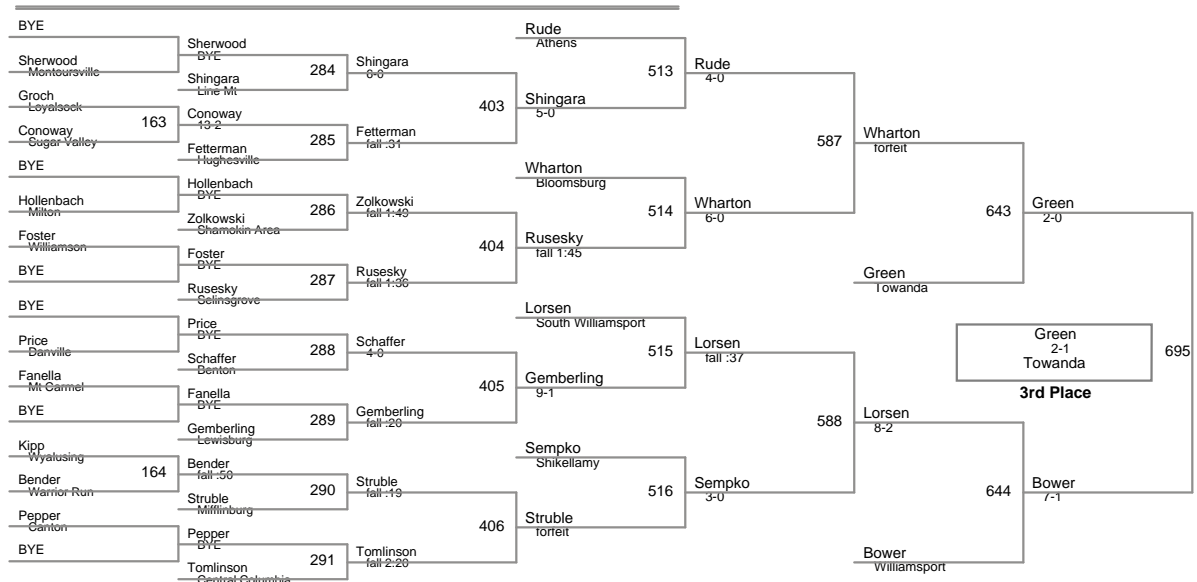 BYE
Sherwood
Montoursville
Groch
Loyalsock
163
Conoway
Sugar Valley
BYE
Hollenbach
Milton
Foster
Williamson
BYE
BYE
Price
Danville
Fanella
Mt Carmel
BYE
Kipp
Wyalusing
164
Bender
Warrior Run
Pepper
Canton
BYE
Sherwood
BYE
284
Shingara
Line Mt
Conoway
13-2
285
Fetterman
Hughesville
Hollenbach
BYE
286
Zolkowski
Shamokin Area
Foster
BYE
287
Rusesky
Selinsgrove
Price
BYE
288
Schaffer
Benton
Fanella
BYE
289
Gemberling
Lewisburg
Bender
fall :50
290
Struble
Mifflinburg
Pepper
BYE
291
Tomlinson
Central Columbia
Shingara
6-0
403
Fetterman
fall :31
Zolkowski
fall 1:49
404
Rusesky
fall 1:36
Schaffer
4-0
405
Gemberling
fall :20
Struble
fall :19
406
Tomlinson
fall 2:20
Rude
Athens
513
Shingara
5-0
Wharton
Bloomsburg
514
Rusesky
fall 1:45
Lorsen
South Williamsport
515
Gemberling
9-1
Sempko
Shikellamy
516
Struble
forfeit
Rude
4-0
587
Wharton
6-0
Lorsen
fall :37
588
Sempko
3-0
Wharton
forfeit
643
Green
Towanda
Lorsen
8-2
644
Bower
Williamsport
Green
2-0
695
Bower
7-1
Green
2-1
Towanda
3rd Place